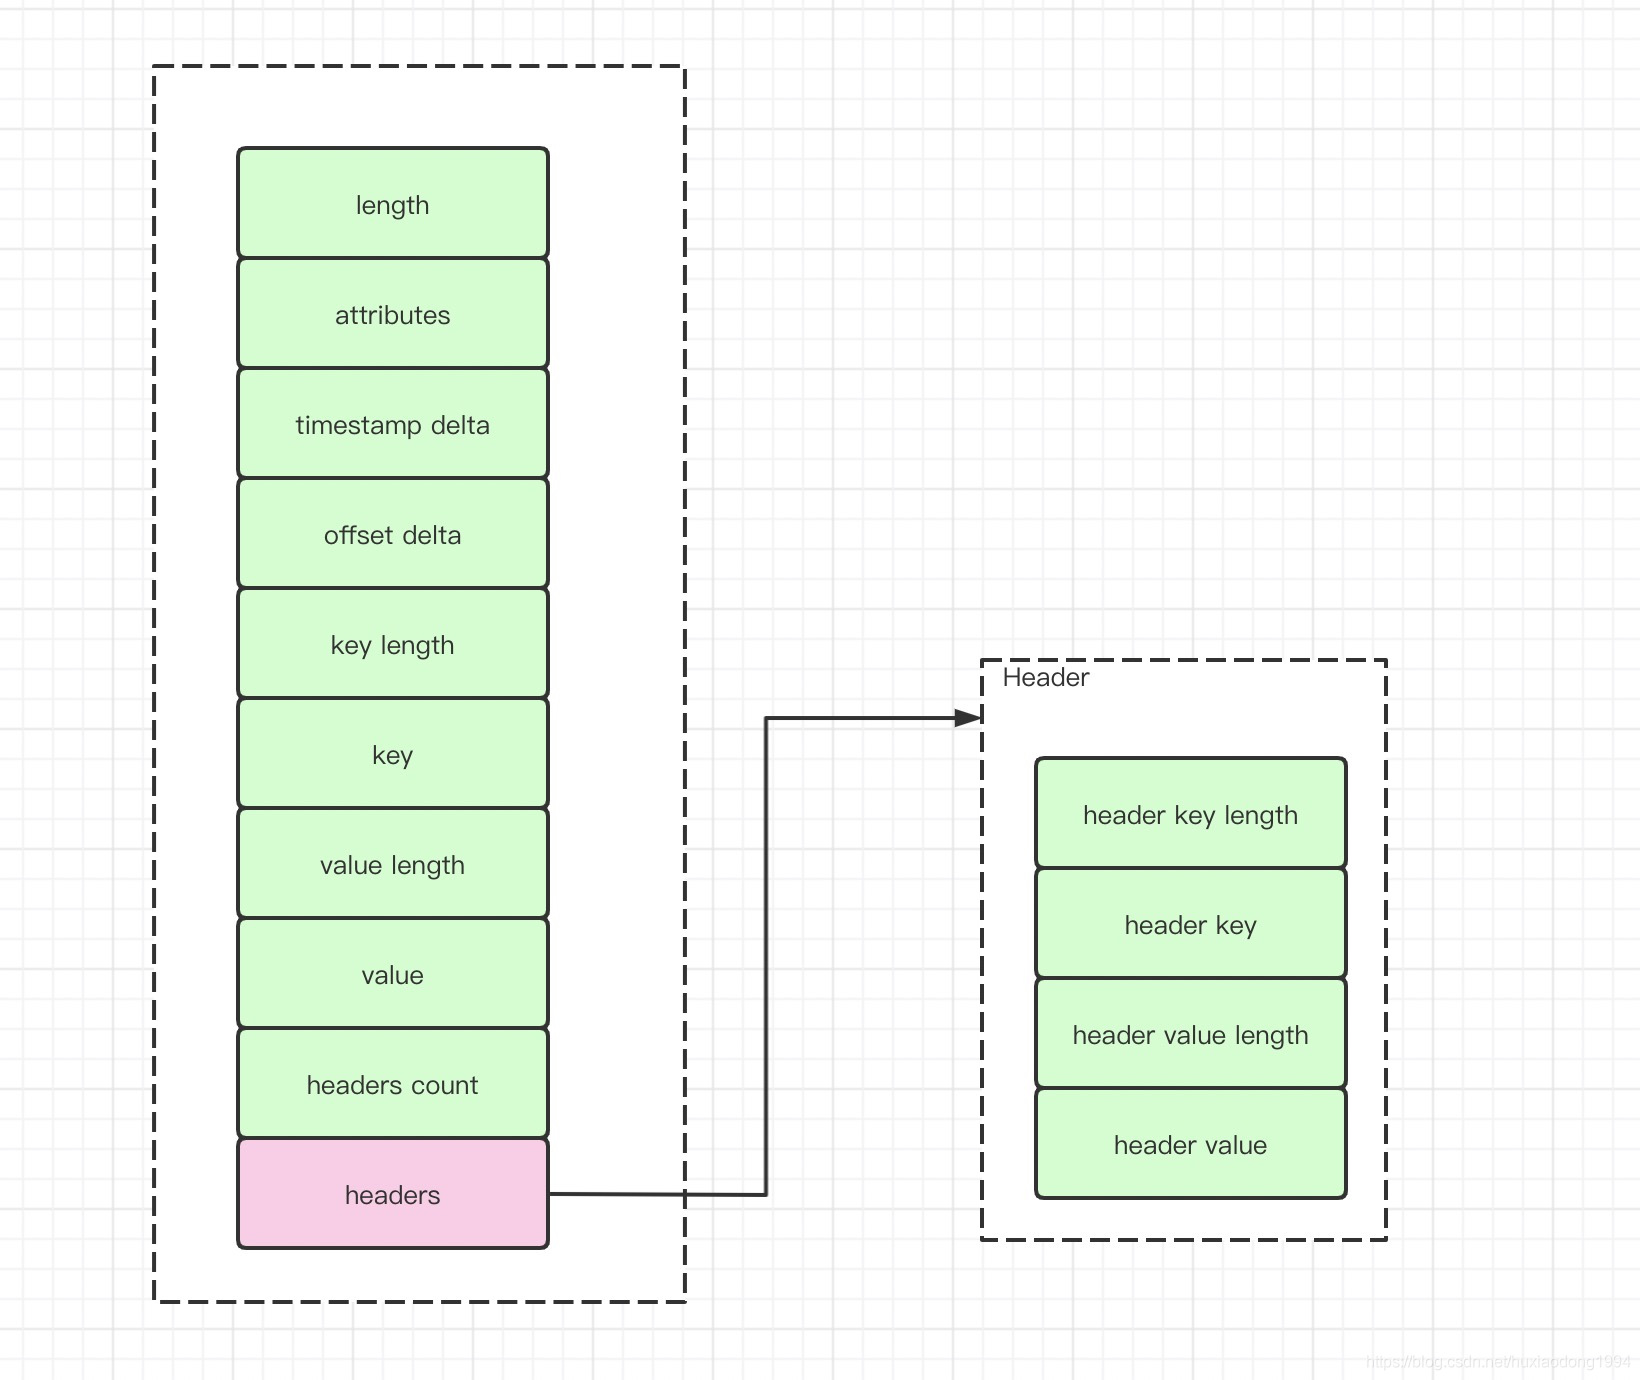 length
attributes
timestamp delta
offset delta
key length
key
value length
value
headers count
headers
Header
header key length
header key
header value length
header value
https://blog.csdn.net/huxiaodong1994